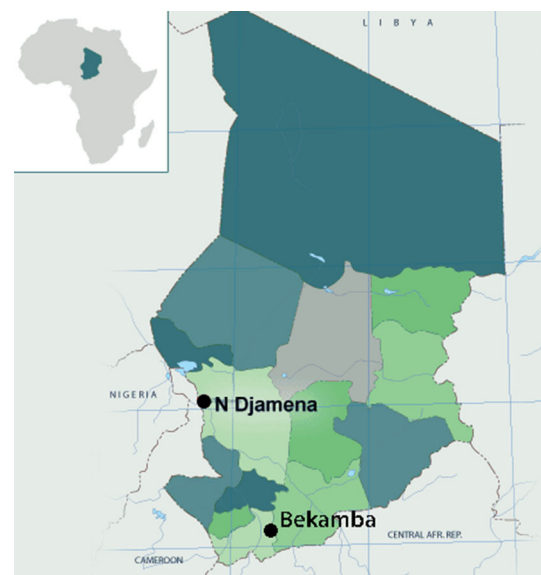 LIBYA
NIGERIA
N Djamena
Bekamba
CENTRAL AFR. REP.
CAMEROON